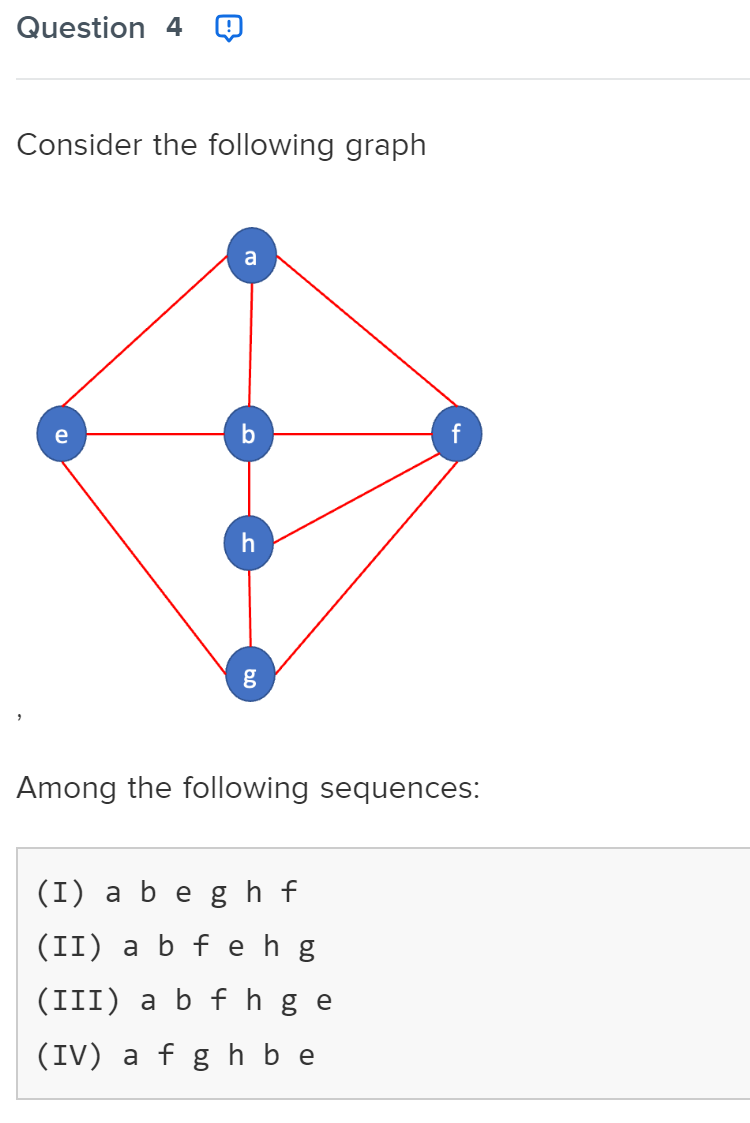 Question 4
Consider the following graph
a
e b f
h
g
,
Among the following sequences:
(I) a b e g h f
(II) a b f e h g
(III) a b f h g e
(IV) a f g h b e